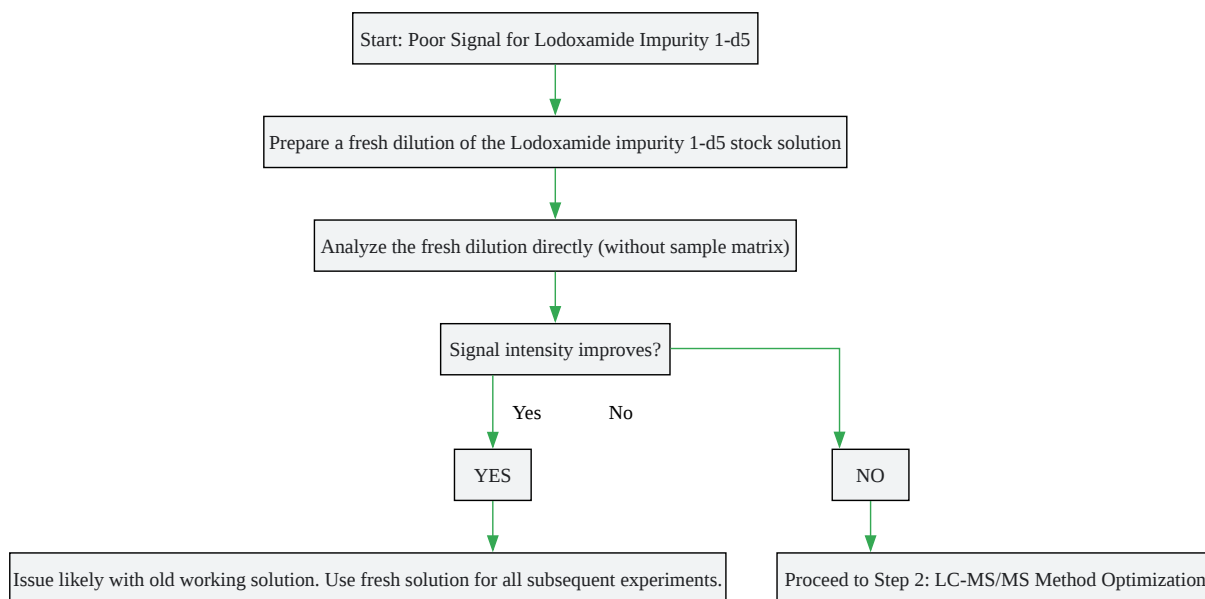 Start: Poor Signal for Lodoxamide Impurity 1-d5
Prepare a fresh dilution of the Lodoxamide impurity 1-d5 stock solution
Analyze the fresh dilution directly (without sample matrix)
Signal intensity improves?
Yes
No
YES
NO
Issue likely with old working solution. Use fresh solution for all subsequent experiments.
Proceed to Step 2: LC-MS/MS Method Optimization